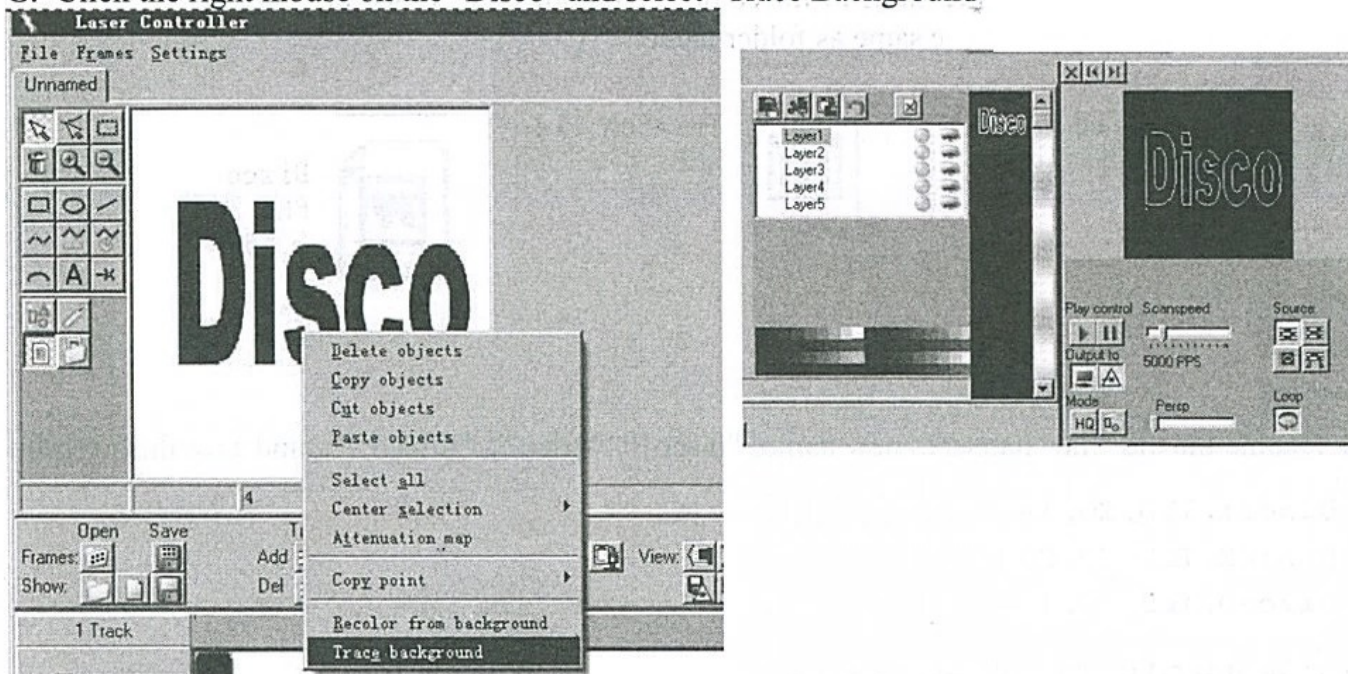 Click the right mouse on the "Disco" and select "Trace Background"
Laser Controller
File Frames Settings
Unnamed
Disco
A
Delete objects
Copy objects
Cut objects
Paste objects
Select all
Center selection
Attenuation map
Copy point
Recolor from background
Trace background
4
Open Save
Frames:
Show:
Add
Del
View:
1 Track
Layer1
Layer2
Layer3
Layer4
Layer5
Disco
Disco
Play control Scanspeed Source
5000 PPS
Output to
Mode
HQ
Persp
Loop